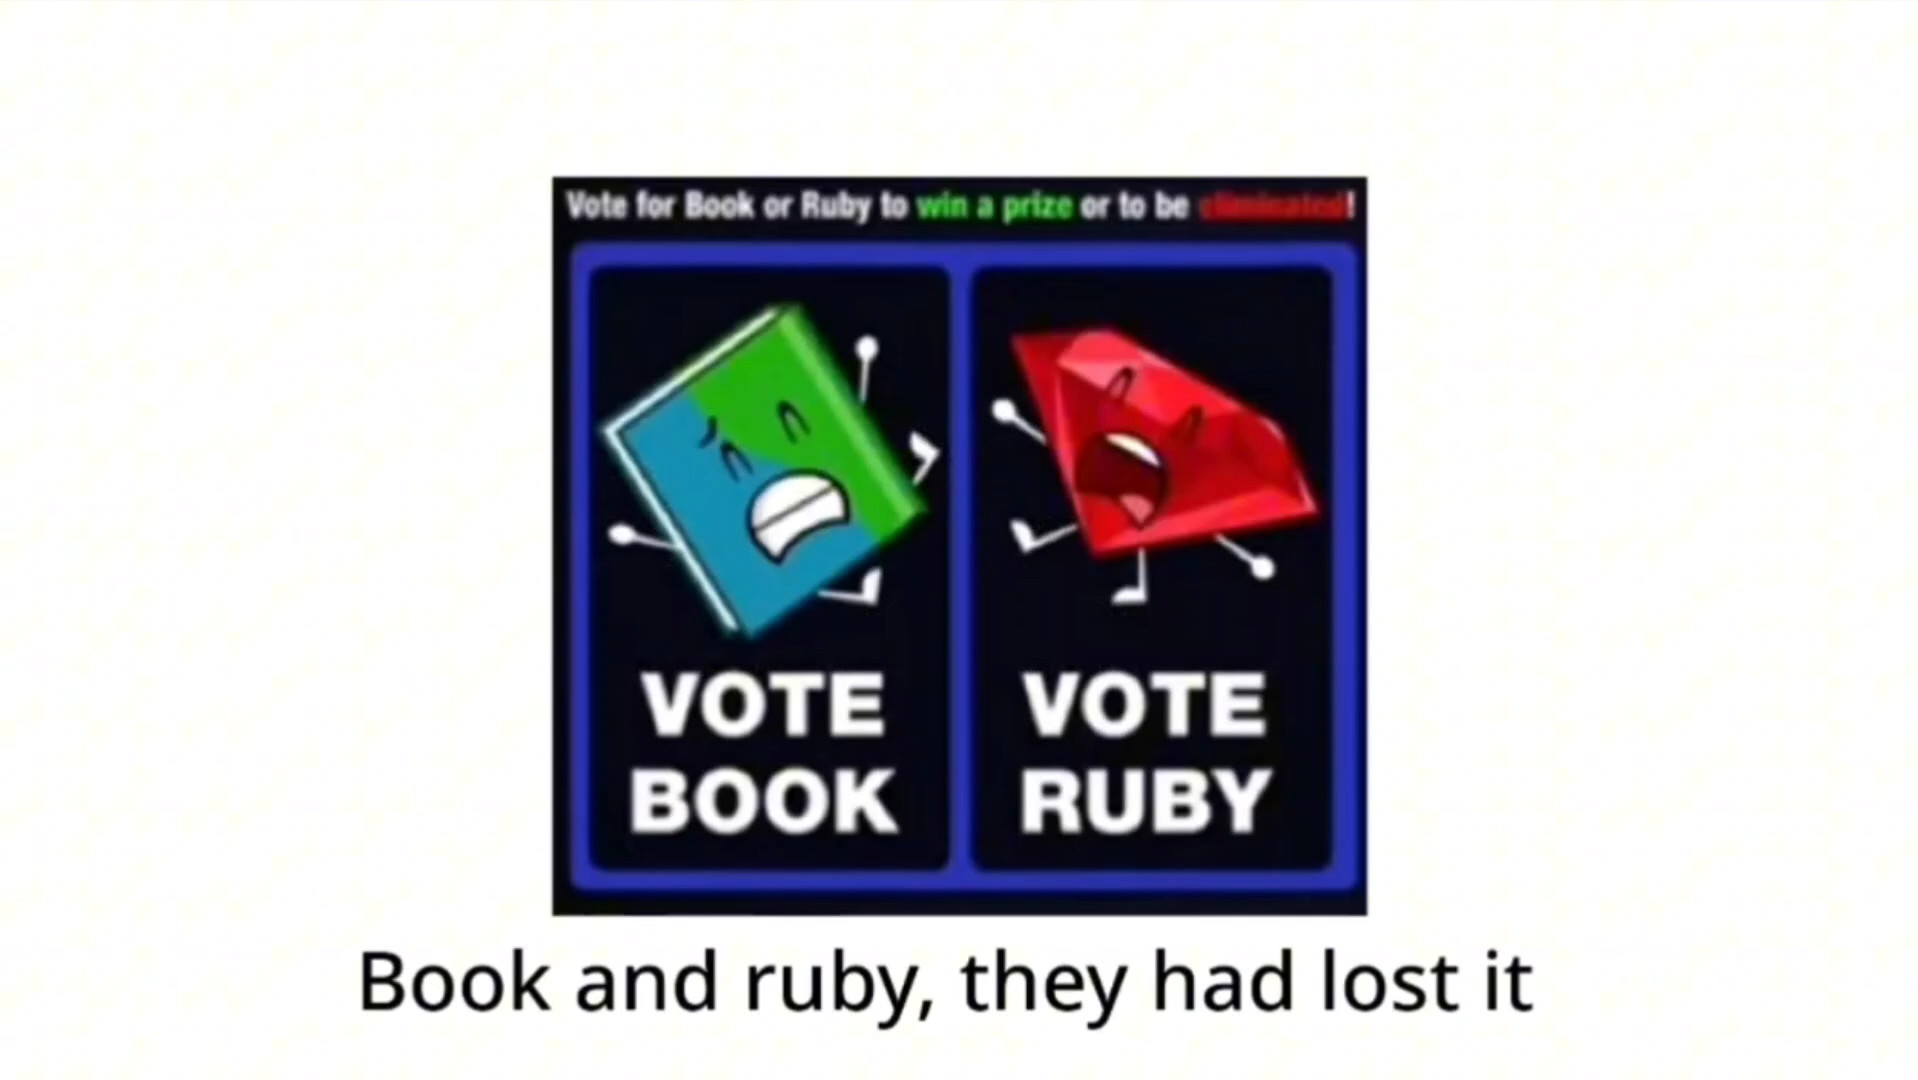 Vote for Book or Ruby to win a prize or to be eliminated!
VOTE
BOOK
VOTE
RUBY
Book and ruby, they had lost it